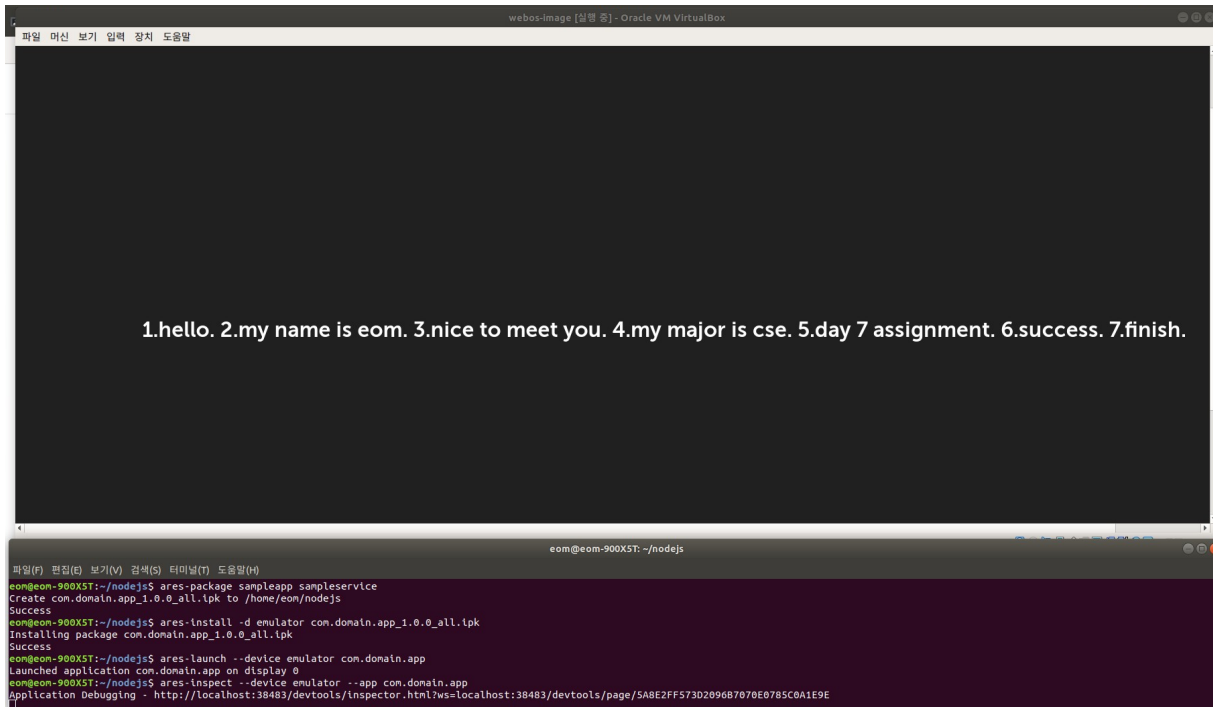 webos-image [실행 중] - Oracle VM VirtualBox
파일 머신 보기 입력 장치 도움말
1.hello. 2.my name is eom. 3.nice to meet you. 4.my major is cse. 5.day 7 assignment. 6.success. 7.finish.
eom@eom-900X5T: ~/nodejs
파일(F) 편집(E) 보기(V) 검색(S) 터미널(T) 도움말(H)
eom@eom-900X5T:~/nodejs$ ares-package sampleapp sampleservice
Create com.domain.app_1.0.0_all.ipk to /home/eom/nodejs
Success
eom@eom-900X5T:~/nodejs$ ares-install -d emulator com.domain.app_1.0.0_all.ipk
Installing package com.domain.app_1.0.0_all.ipk
Success
eom@eom-900X5T:~/nodejs$ ares-launch --device emulator com.domain.app
Launched application com.domain.app on display 0
eom@eom-900X5T:~/nodejs$ ares-inspect --device emulator --app com.domain.app
Application Debugging - http://localhost:38483/devtools/inspector.html?ws=localhost:38483/devtools/page/5A8E2FF573D2096B7070E0785C0A1E9E